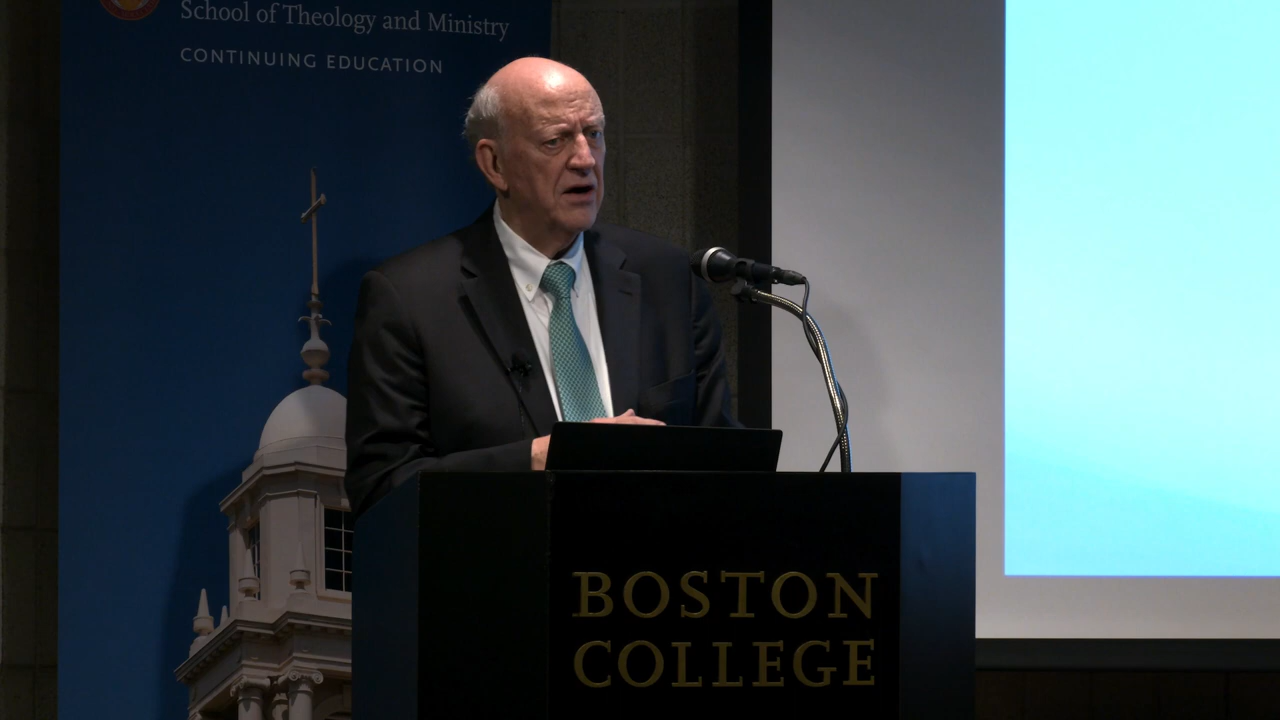 School of Theology and Ministry
CONTINUING EDUCATION
BOSTON
COLLEGE